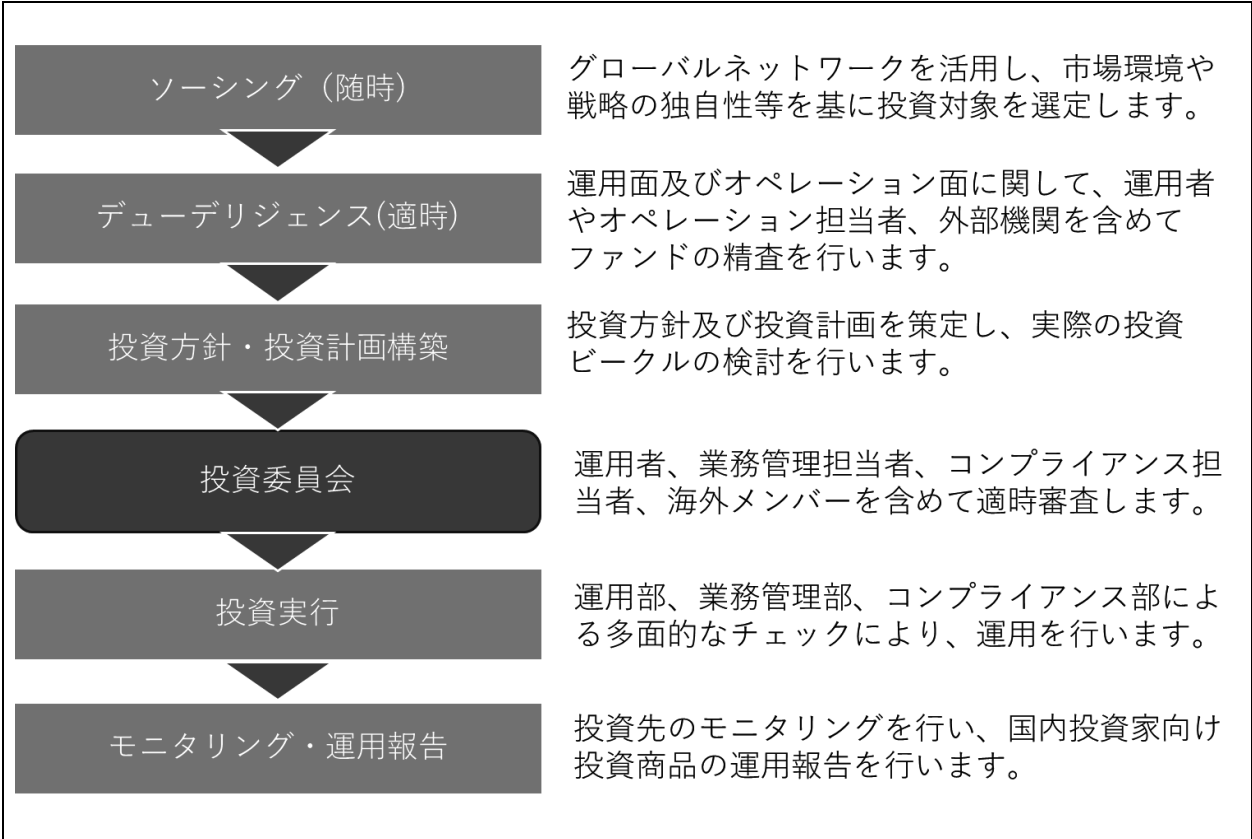 ソーシング（随時）
グローバルネットワークを活用し、市場環境や
戦略の独自性等を基に投資対象を選定します。
デューデリジェンス(適時)
運用面及びオペレーション面に関して、運用者
やオペレーション担当者、外部機関を含めて
ファンドの精査を行います。
投資方針・投資計画構築
投資方針及び投資計画を策定し、実際の投資
ビークルの検討を行います。
投資委員会
運用者、業務管理担当者、コンプライアンス担
当者、海外メンバーを含めて適時審査します。
投資実行
運用部、業務管理部、コンプライアンス部によ
る多面的なチェックにより、運用を行います。
モニタリング・運用報告
投資先のモニタリングを行い、国内投資家向け
投資商品の運用報告を行います。